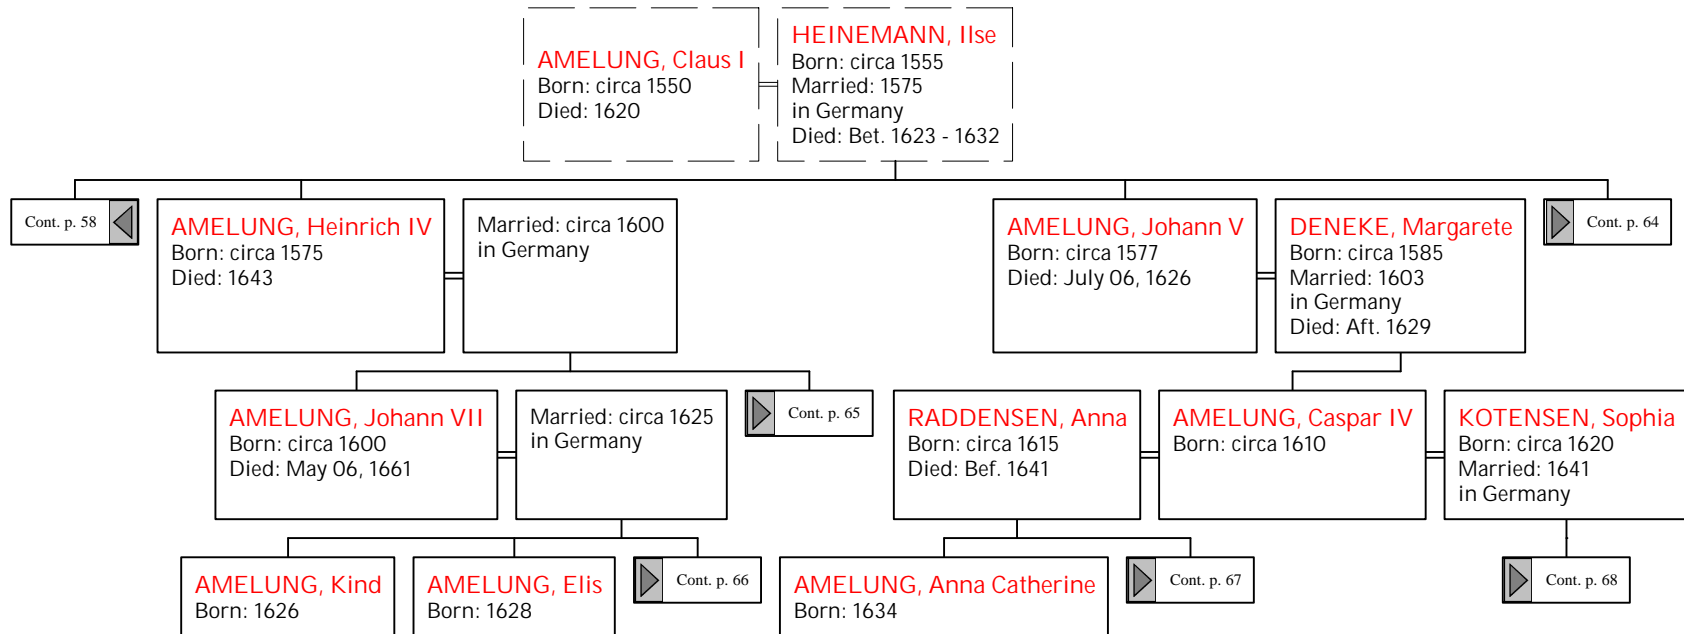 AMELUNG, Claus I
Born: circa 1550
Died: 1620
HEINEMANN, Ilse
Born: circa 1555
Married: 1575
in Germany
Died: Bet. 1623 - 1632
Cont. p. 58
AMELUNG, Heinrich IV
Born: circa 1575
Died: 1643
Married: circa 1600
in Germany
AMELUNG, Johann V
Born: circa 1577
Died: July 06, 1626
DENEKE, Margarete
Born: circa 1585
Married: 1603
in Germany
Died: Aft. 1629
Cont. p. 64
AMELUNG, Johann VII
Born: circa 1600
Died: May 06, 1661
Married: circa 1625
in Germany
Cont. p. 65
RADDENSEN, Anna
Born: circa 1615
Died: Bef. 1641
AMELUNG, Caspar IV
Born: circa 1610
KOTENSEN, Sophia
Born: circa 1620
Married: 1641
in Germany
AMELUNG, Kind
Born: 1626
AMELUNG, Elis
Born: 1628
Cont. p. 66
AMELUNG, Anna Catherine
Born: 1634
Cont. p. 67
Cont. p. 68